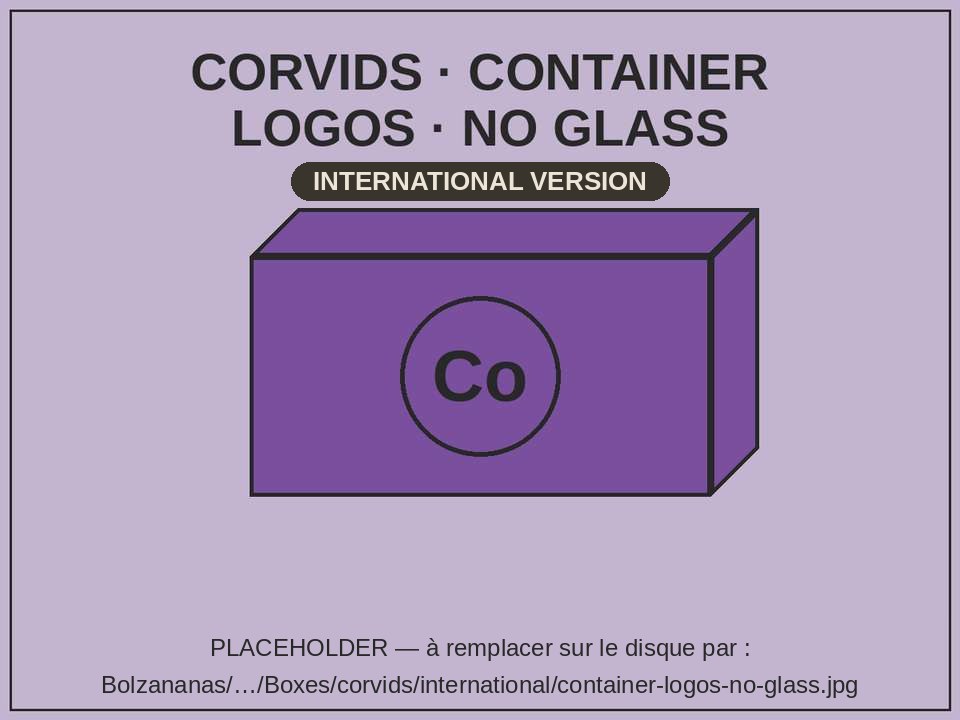 CORVIDS · CONTAINER
LOGOS · NO GLASS
INTERNATIONAL VERSION
Co
PLACEHOLDER — à remplacer sur le disque par :
Bolzananas/…/Boxes/corvids/international/container-logos-no-glass.jpg